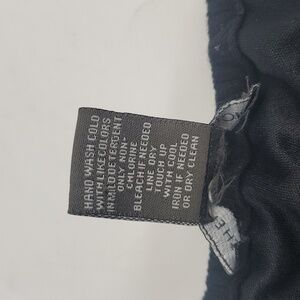 HAND WASH COLD
WITH LIKE COLORS
IN MILD DETERGENT
ONLY NON-
CHLORINE
BLEACH IF NEEDED
LINE DRY
TOUCH UP
WITH COOL
IRON IF NEEDED
OR DRY CLEAN